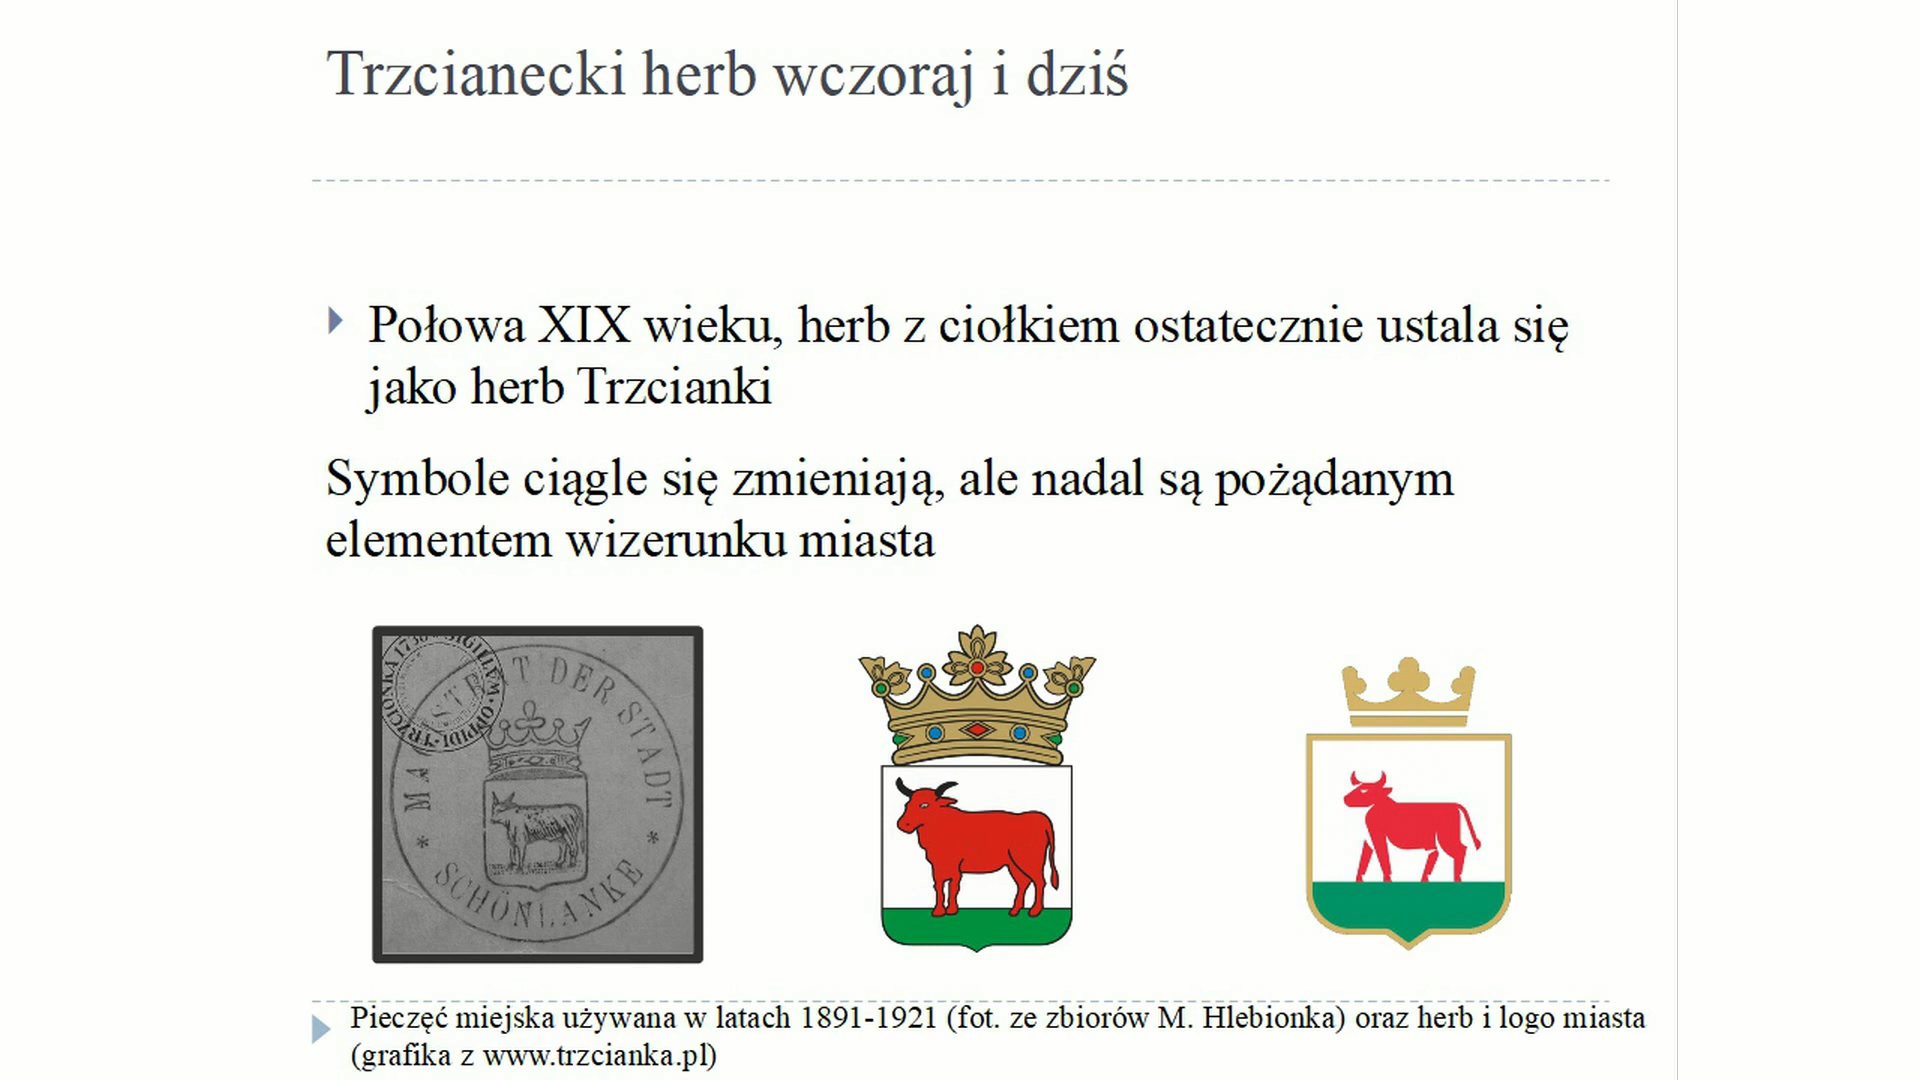 Trzcianecki herb wczoraj i dziś
Połowa XIX wieku, herb z ciołkiem ostatecznie ustala się
jako herb Trzcianki
Symbole ciągle się zmieniają, ale nadal są pożądanym
elementem wizerunku miasta
DER STADT
SCHÖNLANKE
OPPIDI
Pieczęć miejska używana w latach 1891-1921 (fot. ze zbiorów M. Hlebionka) oraz herb i logo miasta
(grafika z www.trzcianka.pl)